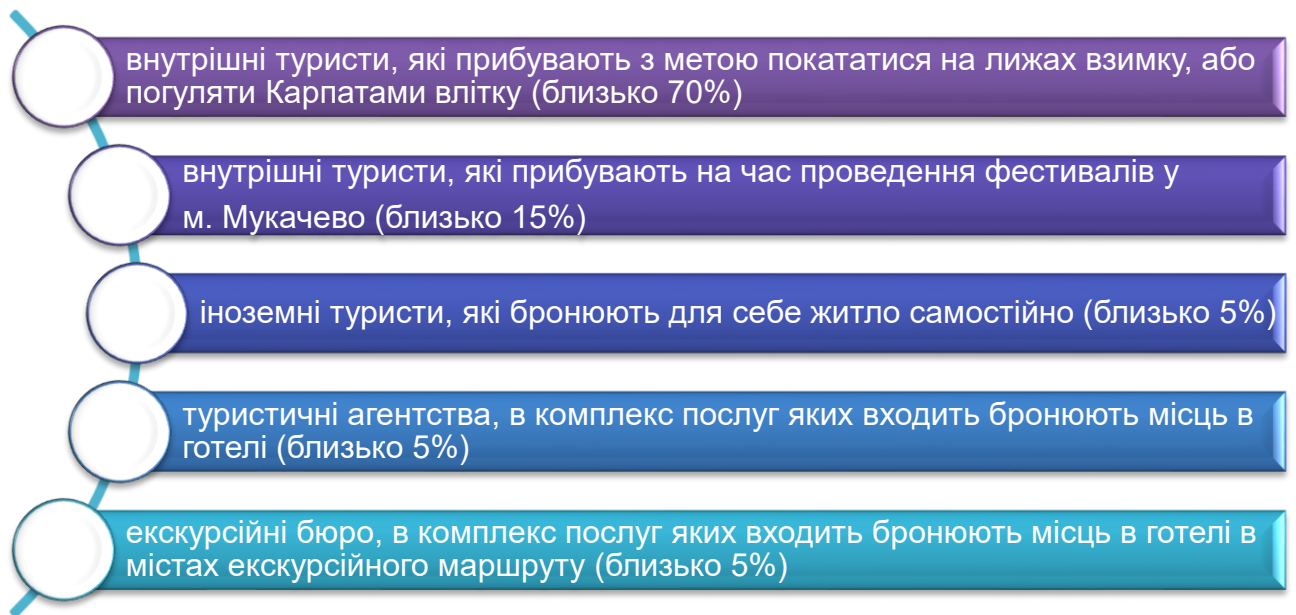 внутрішні туристи, які прибувають з метою покататися на лижах взимку, або
погуляти Карпатами влітку (близько 70%)
внутрішні туристи, які прибувають на час проведення фестивалів у
м. Мукачево (близько 15%)
іноземні туристи, які бронюють для себе житло самостійно (близько 5%)
туристичні агентства, в комплекс послуг яких входить бронюють місць в
готелі (близько 5%)
екскурсійні бюро, в комплекс послуг яких входить бронюють місць в готелі в
містах екскурсійного маршруту (близько 5%)